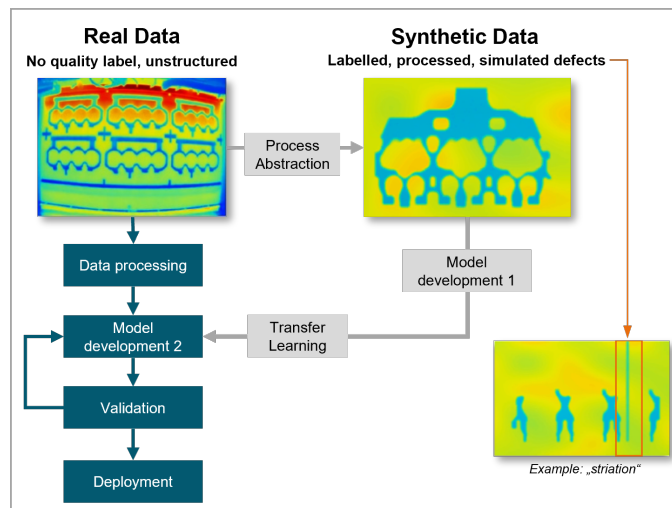 Real Data
No quality label, unstructured
Synthetic Data
Labelled, processed, simulated defects
Process
Abstraction
Data processing
Model
development 1
Model
development 2
Transfer
Learning
Validation
Deployment
Example: „striation“